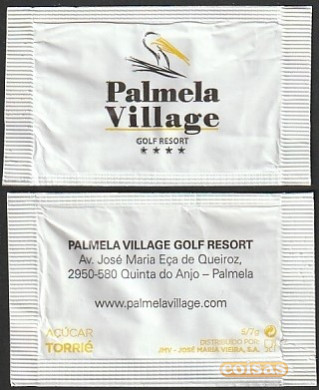 Palmela
Village
GOLF RESORT
★★★★
PALMELA VILLAGE GOLF RESORT
Av. José Maria Eça de Queiroz,
2950-580 Quinta do Anjo – Palmela
www.palmelavillage.com
AÇÚCAR
TORRIÉ
6/7g
DISTRIBUÍDO POR:
JMV - JOSÉ MARIA VIEIRA, S.A.
COISAS